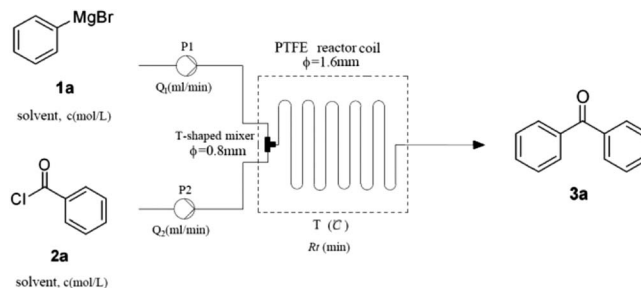 MgBr
1a
solvent, c(mol/L)
Cl
O
2a
solvent, c(mol/L)
P1
Q₁(ml/min)
T-shaped mixer
ϕ=0.8mm
P2
Q₂(ml/min)
PTFE reactor coil
ϕ=1.6mm
T (C)
Rt (min)
O
3a